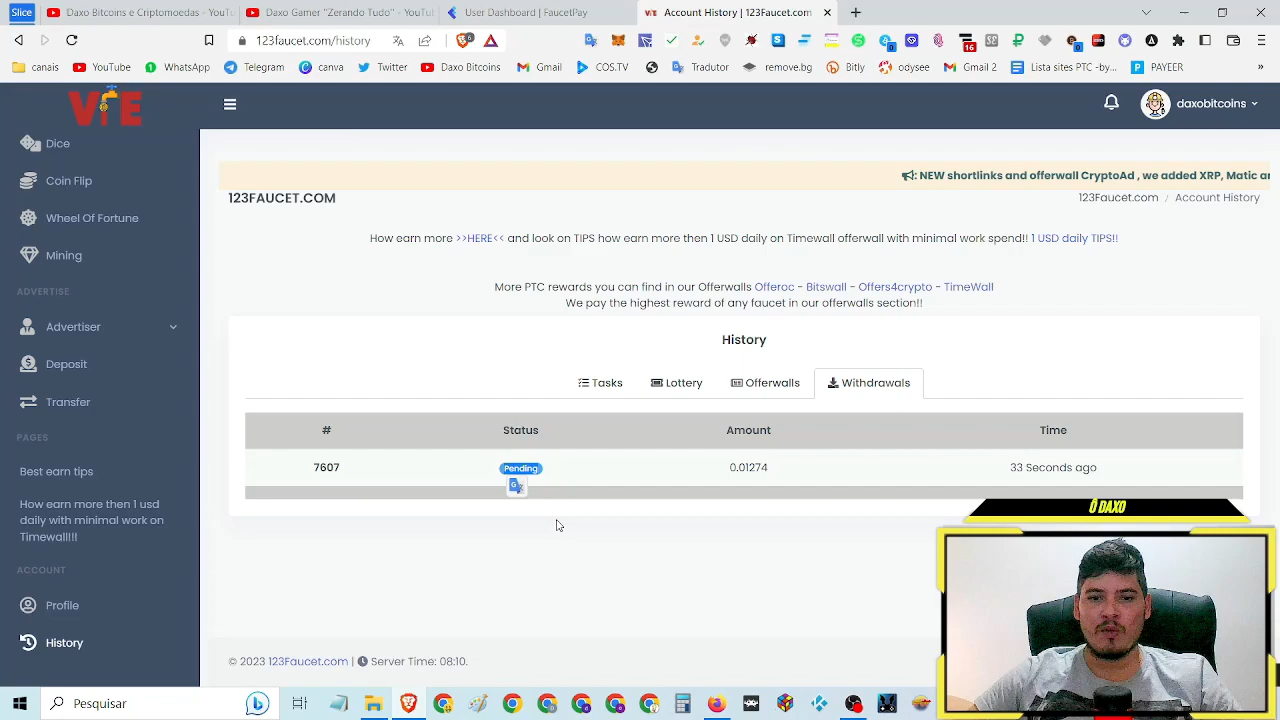 Slice
Daxo Bitcoins e Criptomoedas - YouTu
Daxo Gamer "Zerando Tudo" - YouTul
User Dashboard | FaucetPay
Account History | 123Faucet.com
123faucet.com/history
6
16
canais
YouTube
WhatsApp
Telegram
canva
Twitter
Daxo Bitcoins
Gmail
COS.TV
Tradutor
remove.bg
Bitly
odysee
Gmail 2
Lista sites PTC -by...
PAYEER
»
daxobitcoins
: NEW shortlinks and offerwall CryptoAd , we added XRP, Matic an
123FAUCET.COM
123Faucet.com / Account History
How earn more >>HERE<< and look on TIPS how earn more then 1 USD daily on Timewall offerwall with minimal work spend!! 1 USD daily TIPS!!
More PTC rewards you can find in our Offerwalls Offeroc - Bitswall - Offers4crypto - TimeWall
We pay the highest reward of any faucet in our offerwalls section!!
Dice
Coin Flip
Wheel Of Fortune
Mining
ADVERTISE
Advertiser
Deposit
Transfer
PAGES
Best earn tips
How earn more then 1 usd
daily with minimal work on
Timewall!!!!
ACCOUNT
Profile
History
History
Tasks
Lottery
Offerwalls
Withdrawals
# Status Amount Time
7607 Pending 0.01274 33 Seconds ago
Ô DAXO
© 2023 123Faucet.com | Server Time: 08:10.
Pesquisar